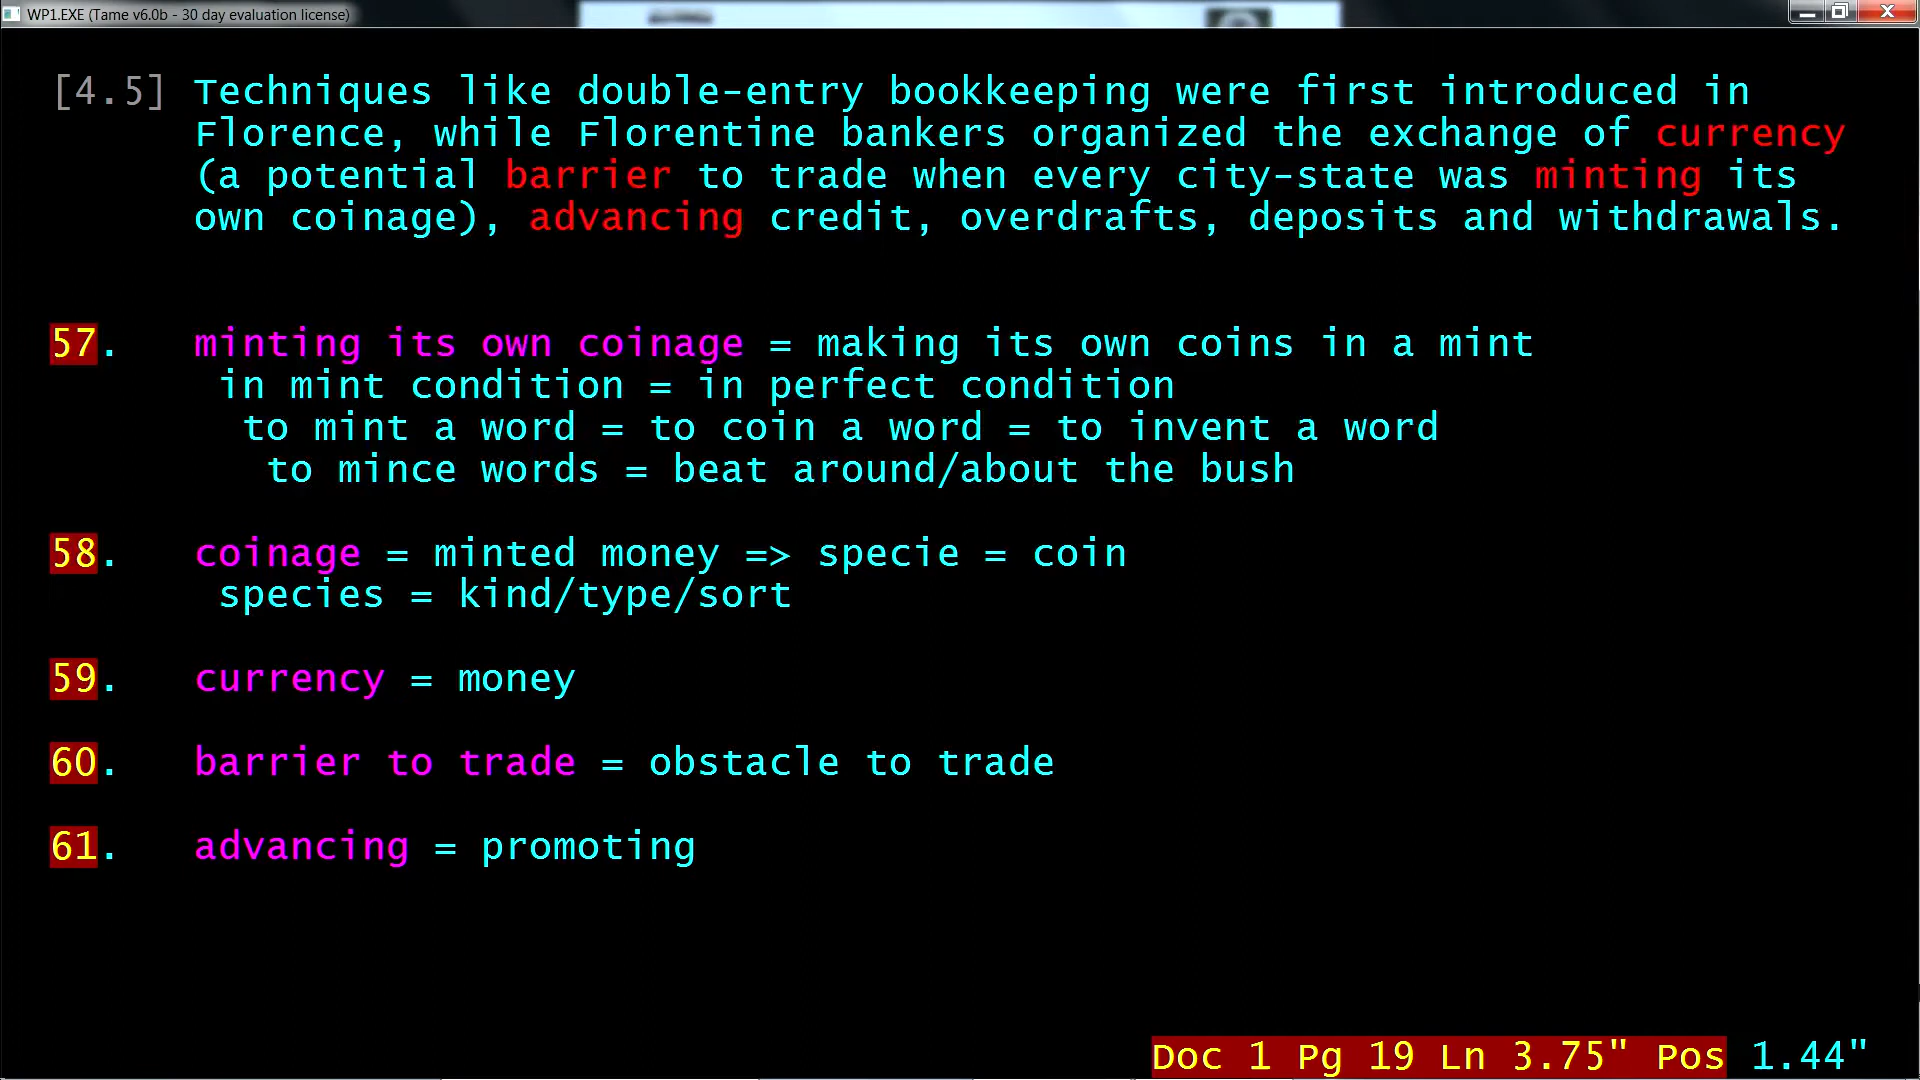 WP1.EXE (Tame v6.0b - 30 day evaluation license)
[4.5] Techniques like double-entry bookkeeping were first introduced in
Florence, while Florentine bankers organized the exchange of currency
(a potential barrier to trade when every city-state was minting its
own coinage), advancing credit, overdrafts, deposits and withdrawals.
57. minting its own coinage = making its own coins in a mint
in mint condition = in perfect condition
to mint a word = to coin a word = to invent a word
to mince words = beat around/about the bush
58. coinage = minted money => specie = coin
species = kind/type/sort
59. currency = money
60. barrier to trade = obstacle to trade
61. advancing = promoting
Doc 1 Pg 19 Ln 3.75" Pos 1.44"